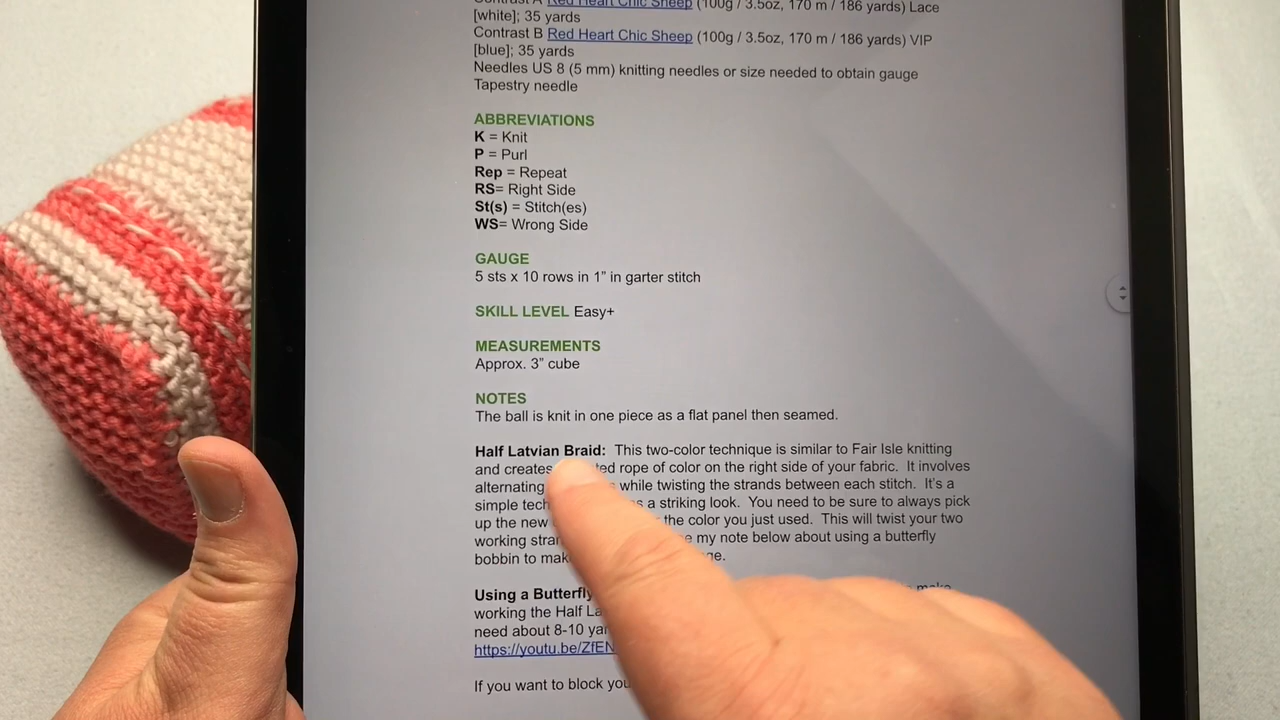 Contrast A Red Heart Chic Sheep (100g / 3.5oz, 170 m / 186 yards) Lace
[white]; 35 yards
Contrast B Red Heart Chic Sheep (100g / 3.5oz, 170 m / 186 yards) VIP
[blue]; 35 yards
Needles US 8 (5 mm) knitting needles or size needed to obtain gauge
Tapestry needle
ABBREVIATIONS
K = Knit
P = Purl
Rep = Repeat
RS= Right Side
St(s) = Stitch(es)
WS= Wrong Side
GAUGE
5 sts x 10 rows in 1” in garter stitch
SKILL LEVEL Easy+
MEASUREMENTS
Approx. 3” cube
NOTES
The ball is knit in one piece as a flat panel then seamed.
Half Latvian Braid: This two-color technique is similar to Fair Isle knitting
and creates rope of color on the right side of your fabric. It involves
alternating while twisting the strands between each stitch. It’s a
simple a striking look. You need to be sure to always pick
up the new the color you just used. This will twist your two
working my note below about using a butterfly
bobbin to
Using a Butterfly make
working the Half
need about 8-10
https://youtu.be/ZfEN
If you want to block